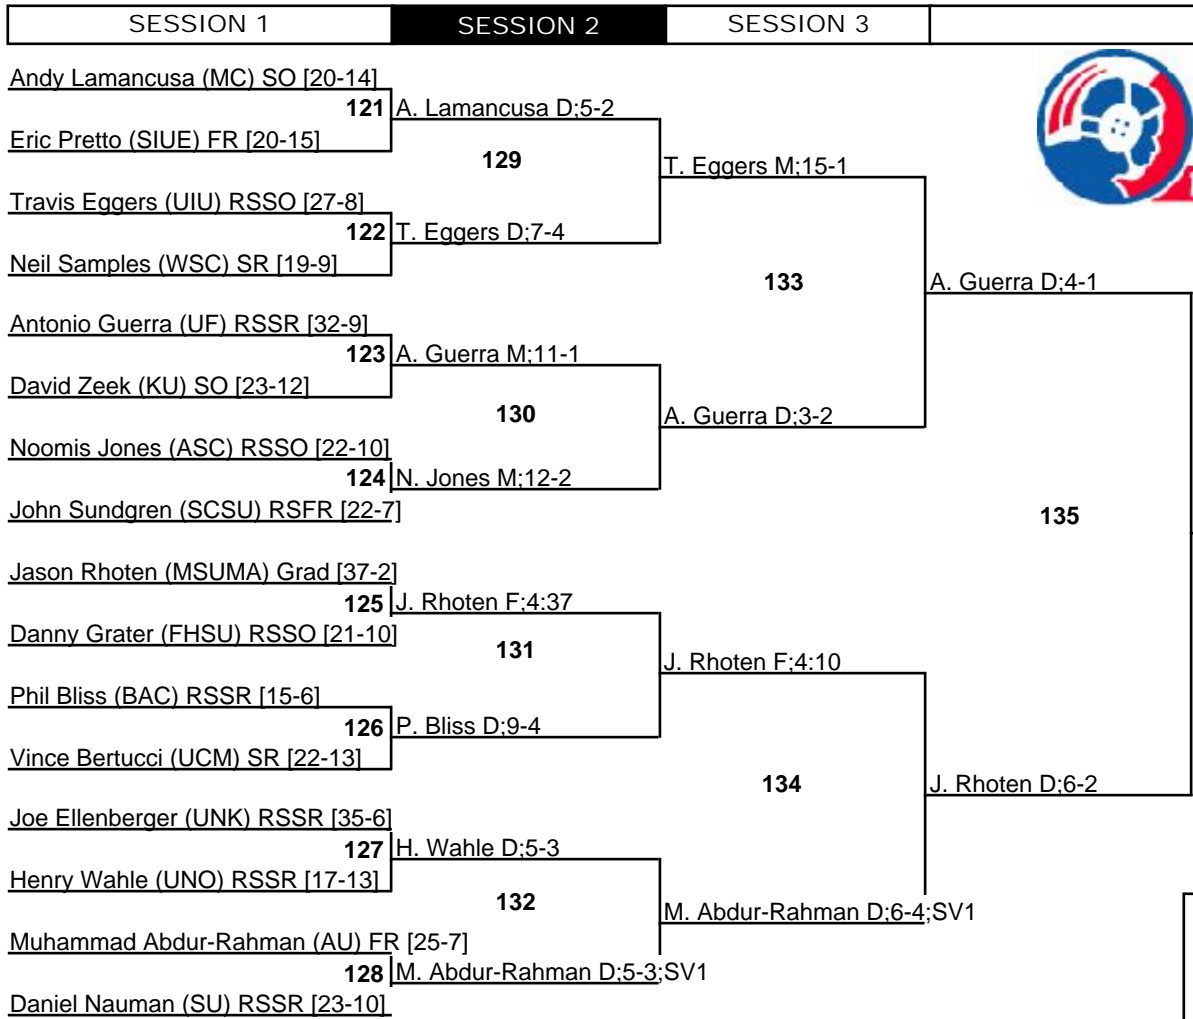 SESSION 1 SESSION 2 SESSION 3
Andy Lamancusa (MC) SO [20-14]
121 A. Lamancusa D;5-2
Eric Pretto (SIUE) FR [20-15]
129
T. Eggers M;15-1
Travis Eggers (UIU) RSSO [27-8]
122 T. Eggers D;7-4
Neil Samples (WSC) SR [19-9]
133
A. Guerra D;4-1
Antonio Guerra (UF) RSSR [32-9]
123 A. Guerra M;11-1
David Zeek (KU) SO [23-12]
130
A. Guerra D;3-2
Noomis Jones (ASC) RSSO [22-10]
124 N. Jones M;12-2
John Sundgren (SCSU) RSFR [22-7]
135
Jason Rhoten (MSUMA) Grad [37-2]
125 J. Rhoten F;4:37
Danny Grater (FHSU) RSSO [21-10]
131
J. Rhoten F;4:10
Phil Bliss (BAC) RSSR [15-6]
126 P. Bliss D;9-4
Vince Bertucci (UCM) SR [22-13]
134
J. Rhoten D;6-2
Joe Ellenberger (UNK) RSSR [35-6]
127 H. Wahle D;5-3
Henry Wahle (UNO) RSSR [17-13]
132
M. Abdur-Rahman D;6-4;SV1
Muhammad Abdur-Rahman (AU) FR [25-7]
128 M. Abdur-Rahman D;5-3;SV1
Daniel Nauman (SU) RSSR [23-10]